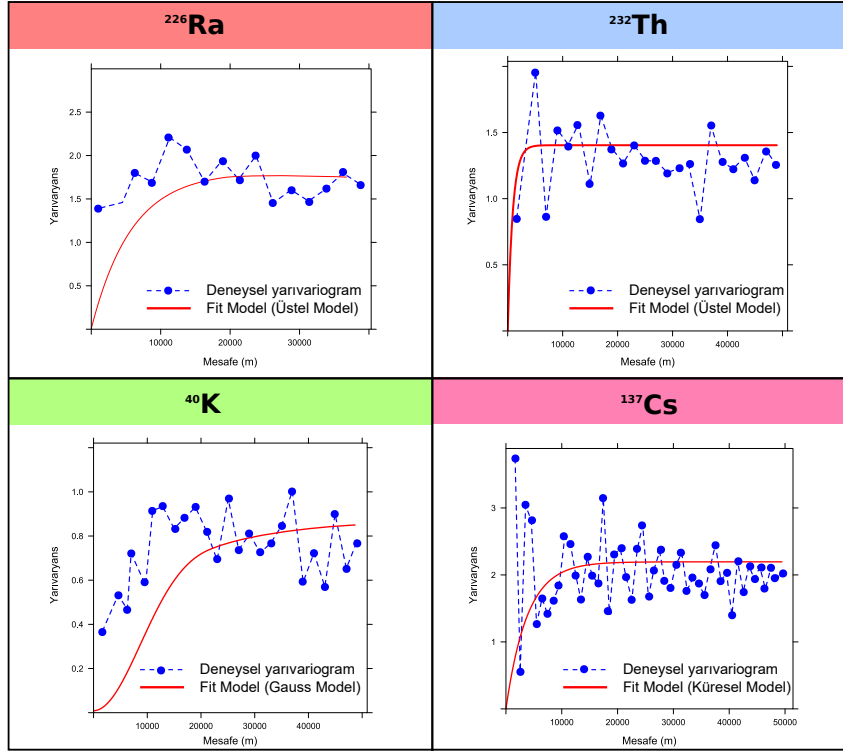 ²²⁶Ra
2.5
2.0
1.5
1.0
0.5
Yarıvaryans
Deneysel yarıvariogram
Fit Model (Üstel Model)
10000 20000 30000
Mesafe (m)
²³²Th
1.5
1.0
0.5
Yarıvaryans
Deneysel yarıvariogram
Fit Model (Üstel Model)
10000 20000 30000 40000
Mesafe (m)
⁴⁰K
1.0
0.8
0.6
0.4
0.2
Yarıvaryans
Deneysel yarıvariogram
Fit Model (Gauss Model)
10000 20000 30000 40000
Mesafe (m)
¹³⁷Cs
3
2
1
Yarıvaryans
Deneysel yarıvariogram
Fit Model (Küresel Model)
10000 20000 30000 40000 50000
Mesafe (m)